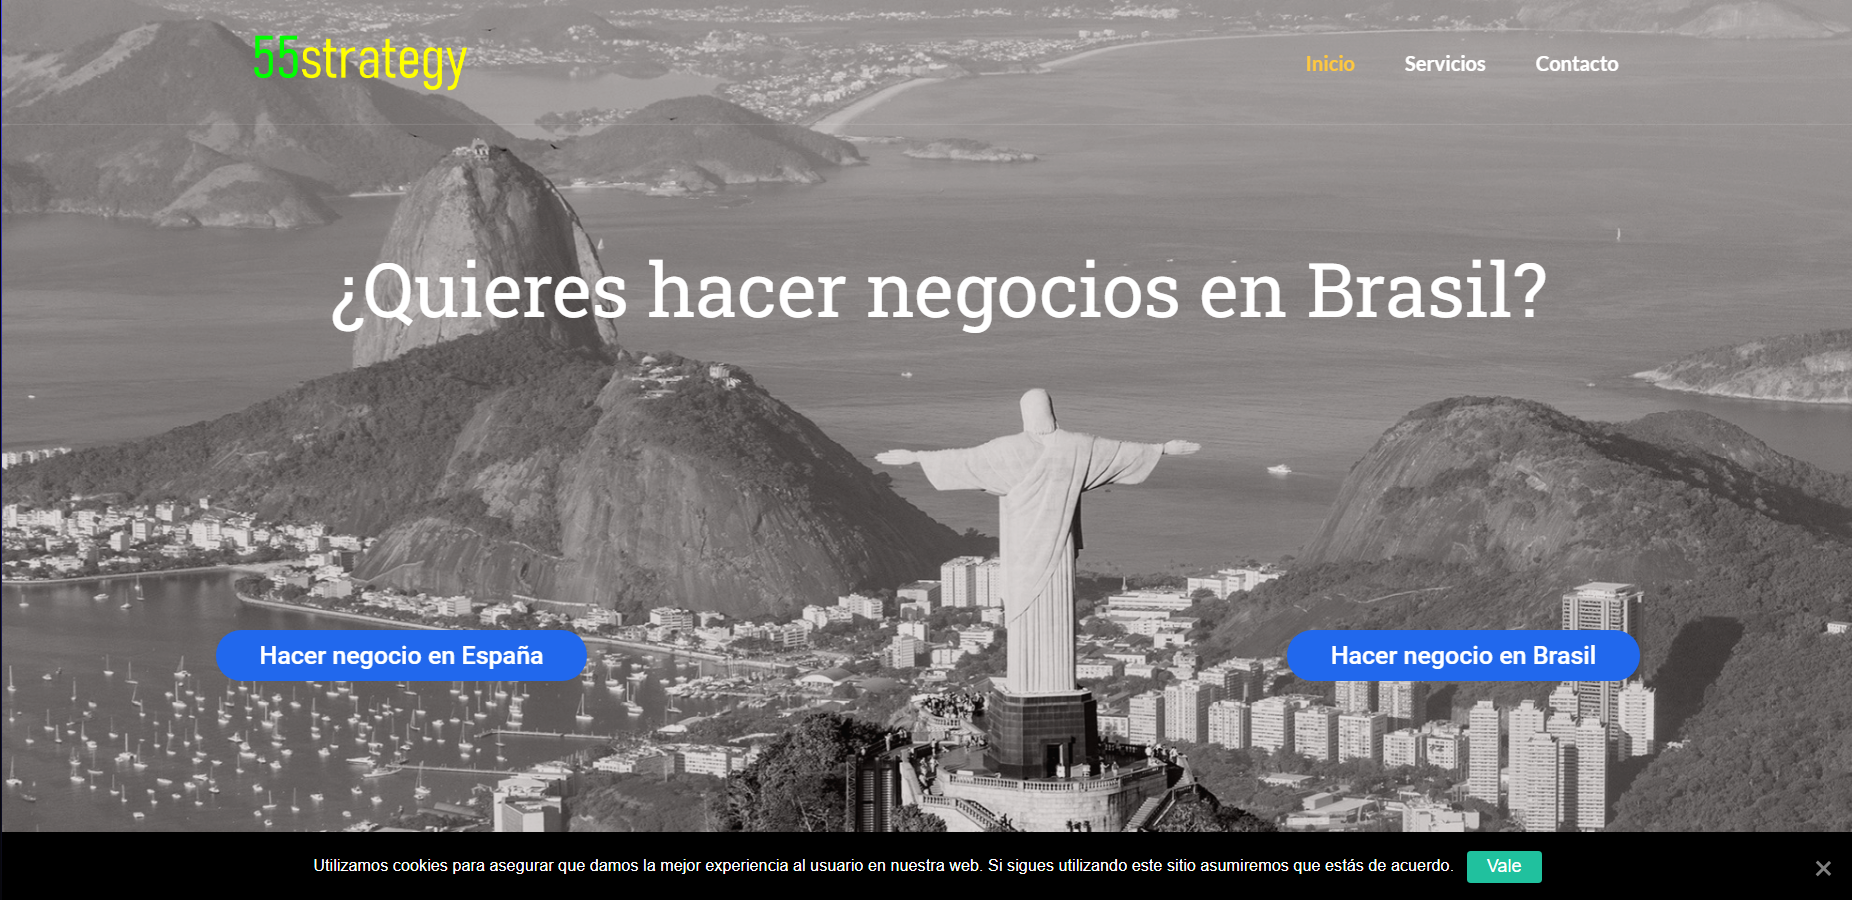 55strategy
Inicio Servicios Contacto
¿Quieres hacer negocios en Brasil?
Hacer negocio en España
Hacer negocio en Brasil
Utilizamos cookies para asegurar que damos la mejor experiencia al usuario en nuestra web. Si sigues utilizando este sitio asumiremos que estás de acuerdo. Vale